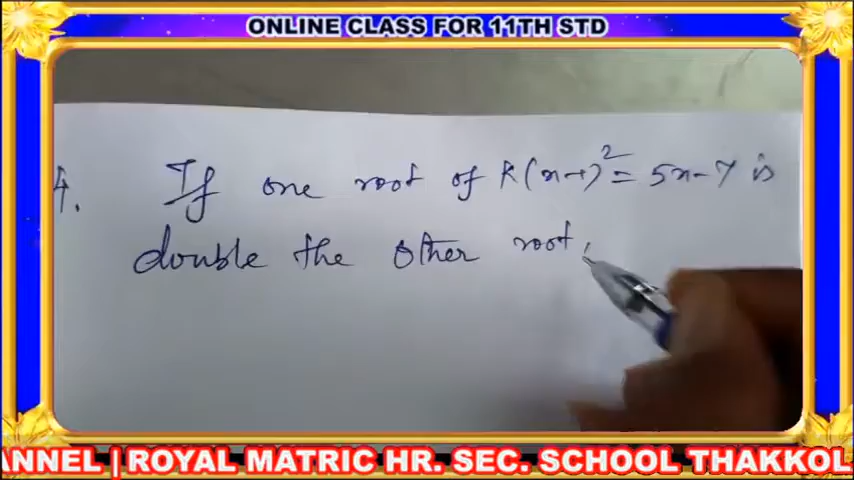 ONLINE CLASS FOR 11TH STD
4. If one root of k(x-1)² = 5x-7 is
double the other root,
ANNEL | ROYAL MATRIC HR. SEC. SCHOOL THAKKOL